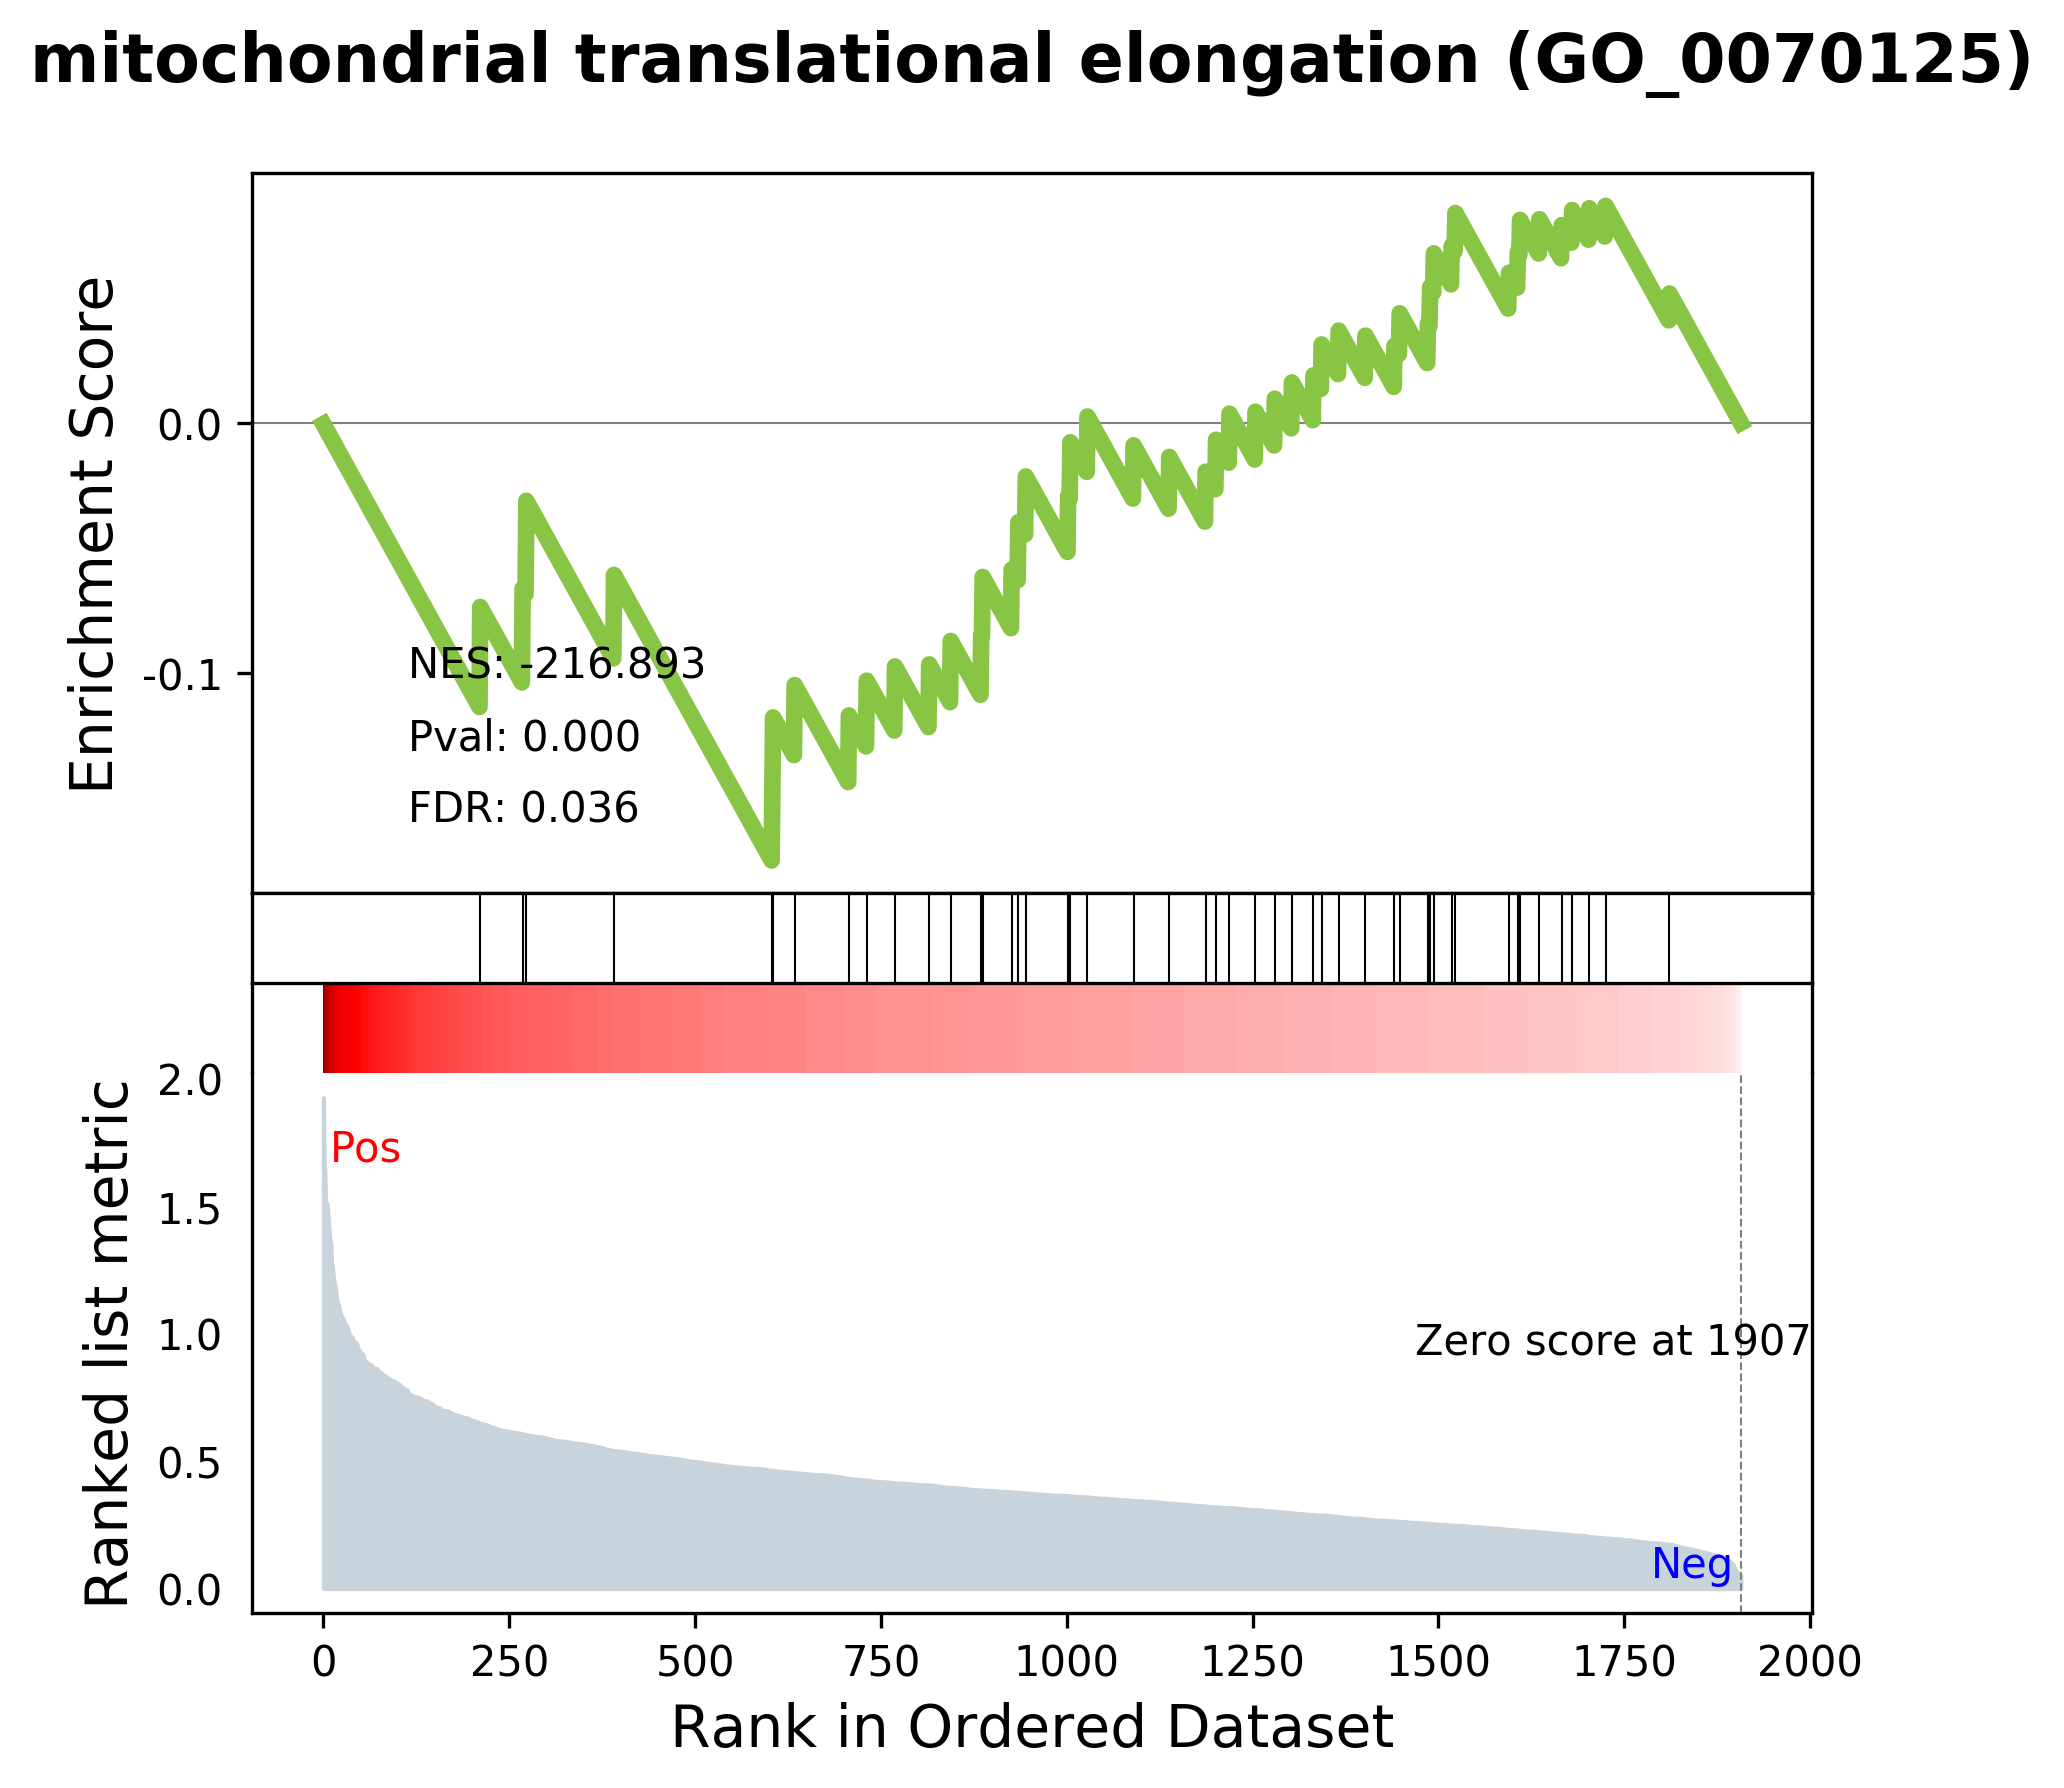 mitochondrial translational elongation (GO_0070125)
Enrichment Score
0.0
-0.1
NES: -216.893
Pval: 0.000
FDR: 0.036
Ranked list metric
2.0
1.5
1.0
0.5
0.0
Pos
Zero score at 1907
Neg
0 250 500 750 1000 1250 1500 1750 2000
Rank in Ordered Dataset